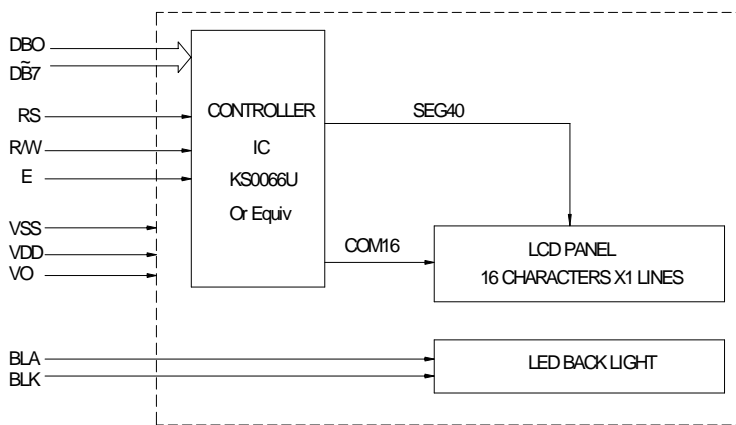 DBO
~
DB7
RS
R/W
E
VSS
VDD
VO
BLA
BLK
CONTROLLER
IC
KS0066U
Or Equiv
SEG40
COM16
LCD PANEL
16 CHARACTERS X1 LINES
LED BACK LIGHT